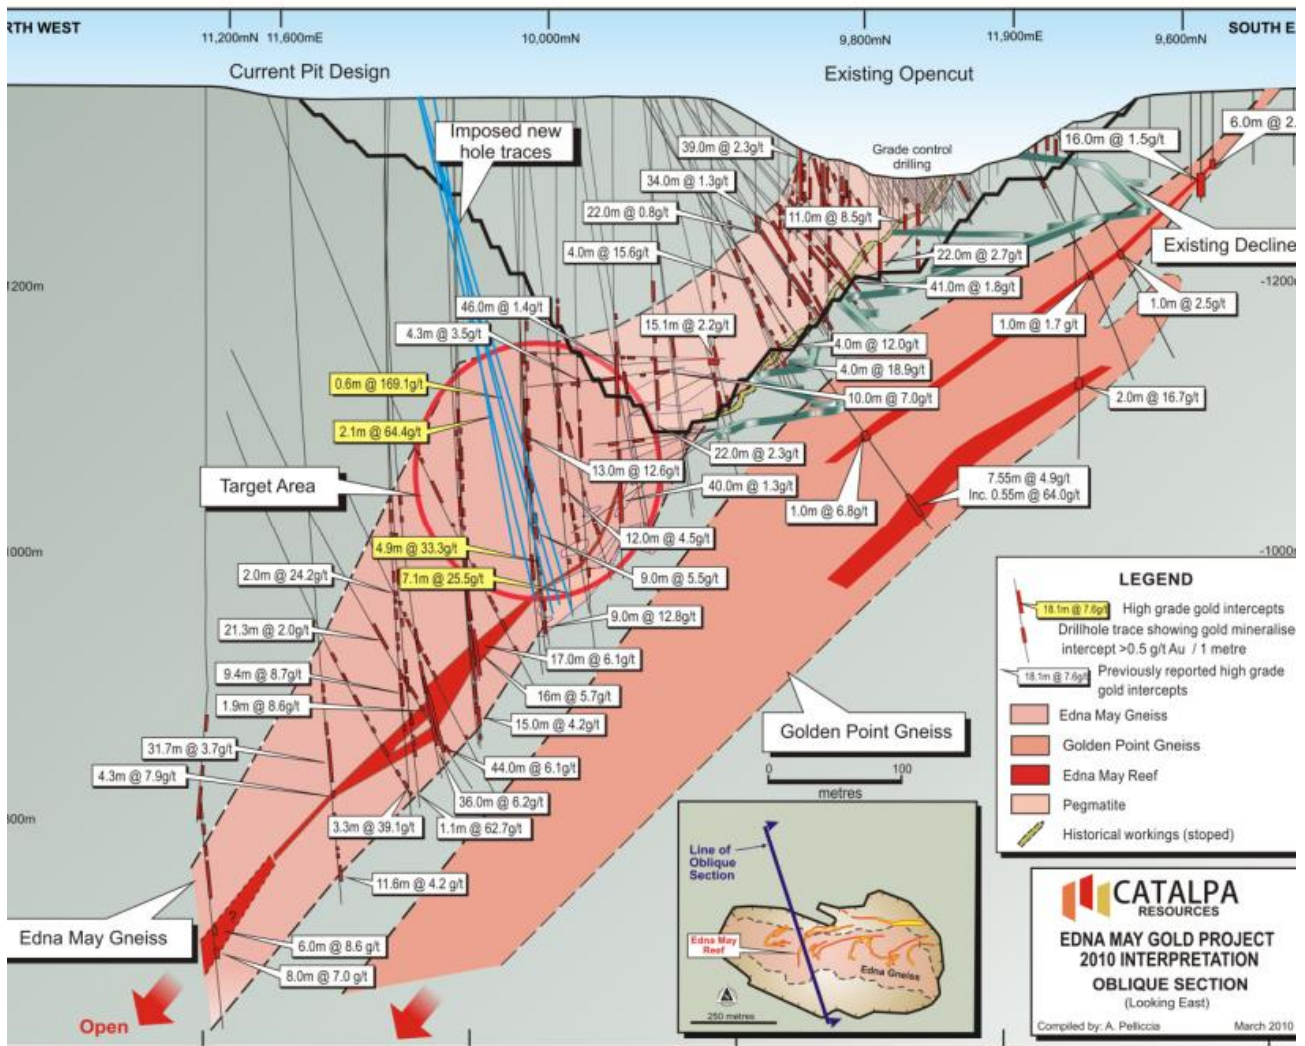 RTH WEST
11,200mN
11,600mE
10,000mN
9,800mN
11,900mE
9,600mN
SOUTH E
Current Pit Design
Existing Opencut
Imposed new
hole traces
Grade control
drilling
39.0m @ 2.3g/t
16.0m @ 1.5g/t
6.0m @ 2.
34.0m @ 1.3g/t
22.0m @ 0.8g/t
11.0m @ 8.5g/t
4.0m @ 15.6g/t
22.0m @ 2.7g/t
Existing Decline
1200m
-1200
41.0m @ 1.8g/t
46.0m @ 1.4g/t
1.0m @ 2.5g/t
4.3m @ 3.5g/t
15.1m @ 2.2g/t
1.0m @ 1.7 g/t
4.0m @ 12.0g/t
4.0m @ 18.9g/t
0.6m @ 169.1g/t
10.0m @ 7.0g/t
2.0m @ 16.7g/t
2.1m @ 64.4g/t
22.0m @ 2.3g/t
13.0m @ 12.6g/t
Target Area
40.0m @ 1.3g/t
7.55m @ 4.9g/t
Inc. 0.55m @ 64.0g/t
1.0m @ 6.8g/t
12.0m @ 4.5g/t
4.9m @ 33.3g/t
000m
-1000
2.0m @ 24.2g/t
7.1m @ 25.5g/t
9.0m @ 5.5g/t
9.0m @ 12.8g/t
21.3m @ 2.0g/t
17.0m @ 6.1g/t
9.4m @ 8.7g/t
16m @ 5.7g/t
1.9m @ 8.6g/t
15.0m @ 4.2g/t
Golden Point Gneiss
31.7m @ 3.7g/t
44.0m @ 6.1g/t
4.3m @ 7.9g/t
0
100
metres
36.0m @ 6.2g/t
3.3m @ 39.1g/t
1.1m @ 62.7g/t
800m
11.6m @ 4.2 g/t
?
Edna May Gneiss
6.0m @ 8.6 g/t
8.0m @ 7.0 g/t
Open
LEGEND
18.1m @ 7.6g/t
High grade gold intercepts
Drillhole trace showing gold mineralise
intercept >0.5 g/t Au / 1 metre
18.1m @ 7.6g/t
Previously reported high grade
gold intercepts
Edna May Gneiss
Golden Point Gneiss
Edna May Reef
Pegmatite
Historical workings (stoped)
Line of
Oblique
Section
Edna May
Reef
Edna Gneiss
250 metres
CATALPA
RESOURCES
EDNA MAY GOLD PROJECT
2010 INTERPRETATION
OBLIQUE SECTION
(Looking East)
Compiled by: A. Pelliccia
March 2010